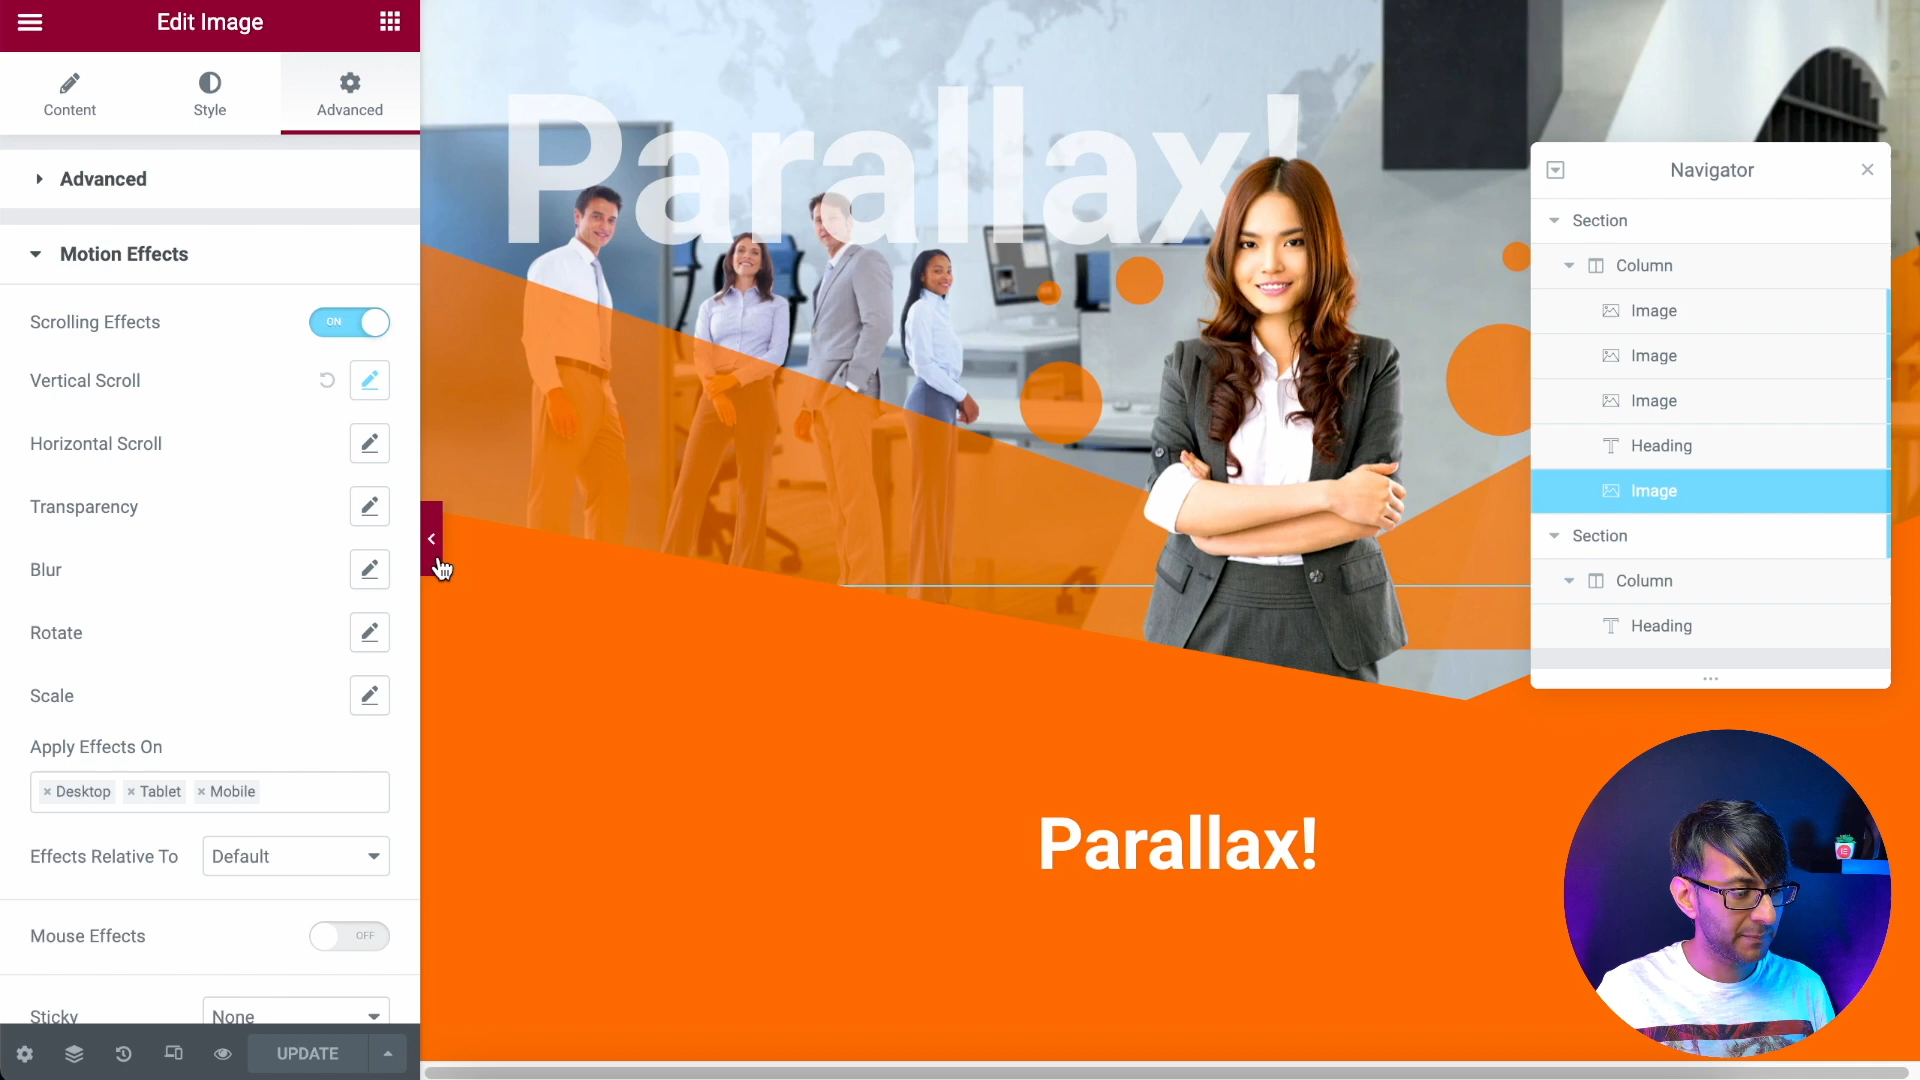 Edit Image
Content
Style
Advanced
Advanced
Motion Effects
Scrolling Effects
ON
Vertical Scroll
Horizontal Scroll
Transparency
Blur
Rotate
Scale
Apply Effects On
× Desktop × Tablet × Mobile
Effects Relative To
Default
Mouse Effects
OFF
Sticky
None
UPDATE
Parallax!
Parallax!
Navigator
Section
Column
Image
Image
Image
Heading
Image
Section
Column
Heading